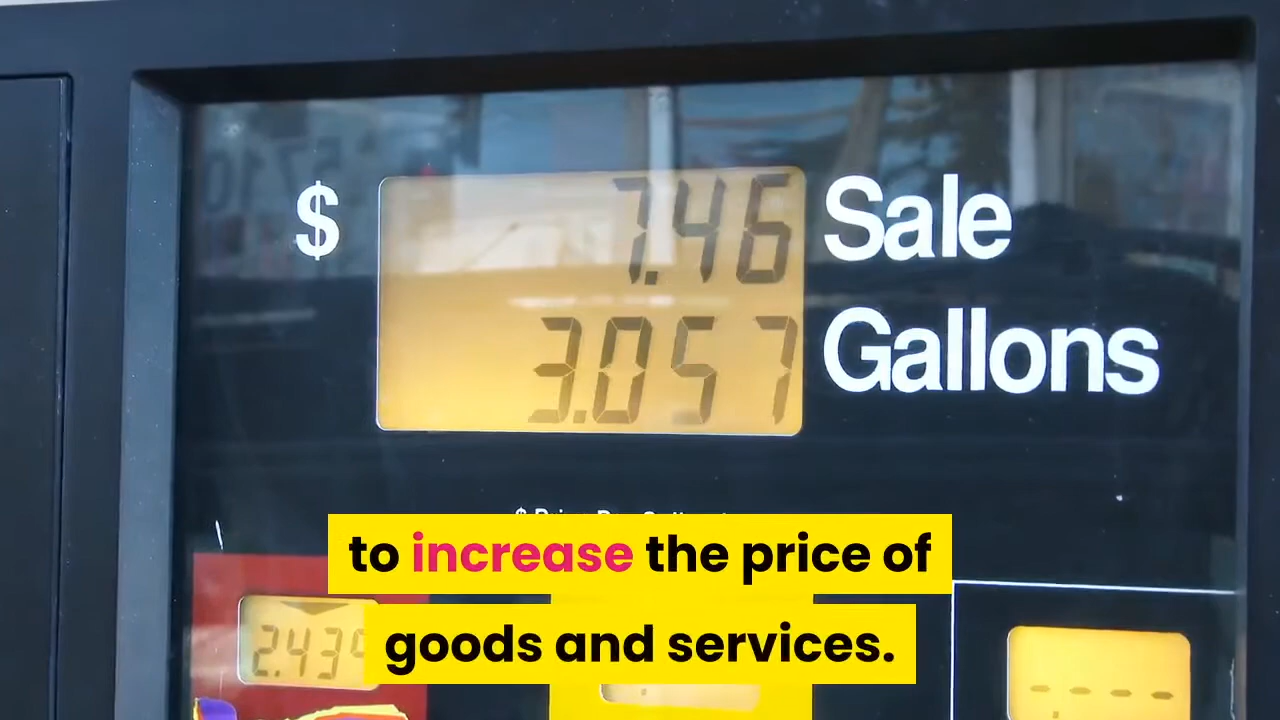 $ 7.46 Sale
3.057 Gallons
to increase the price of
goods and services.
2.43